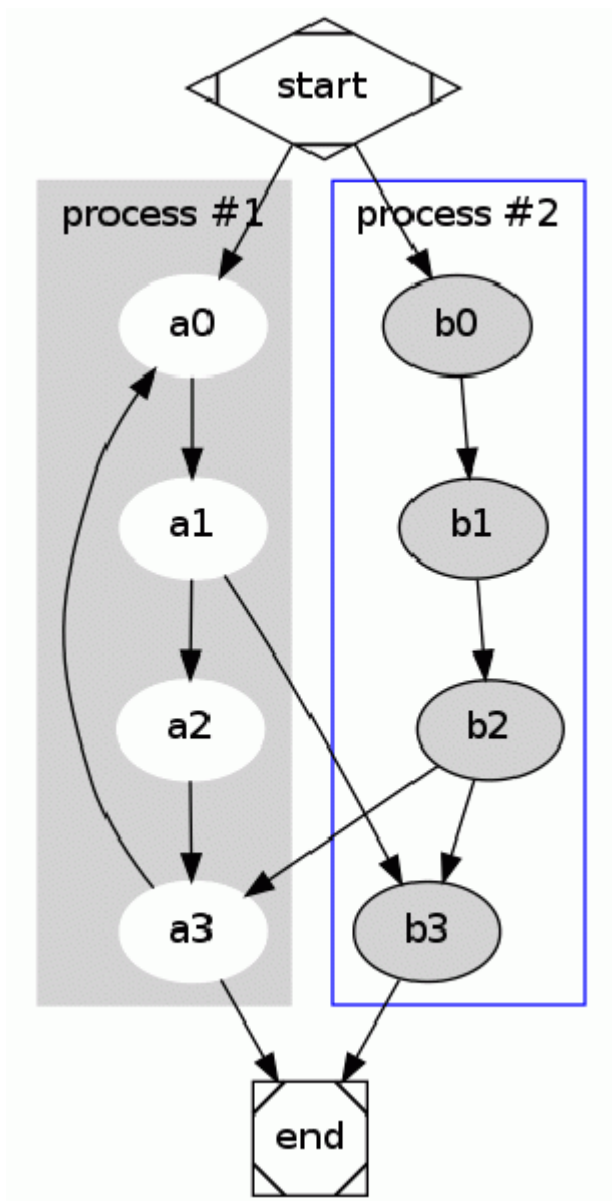 start
process #1
a0
a1
a2
a3
process #2
b0
b1
b2
b3
end